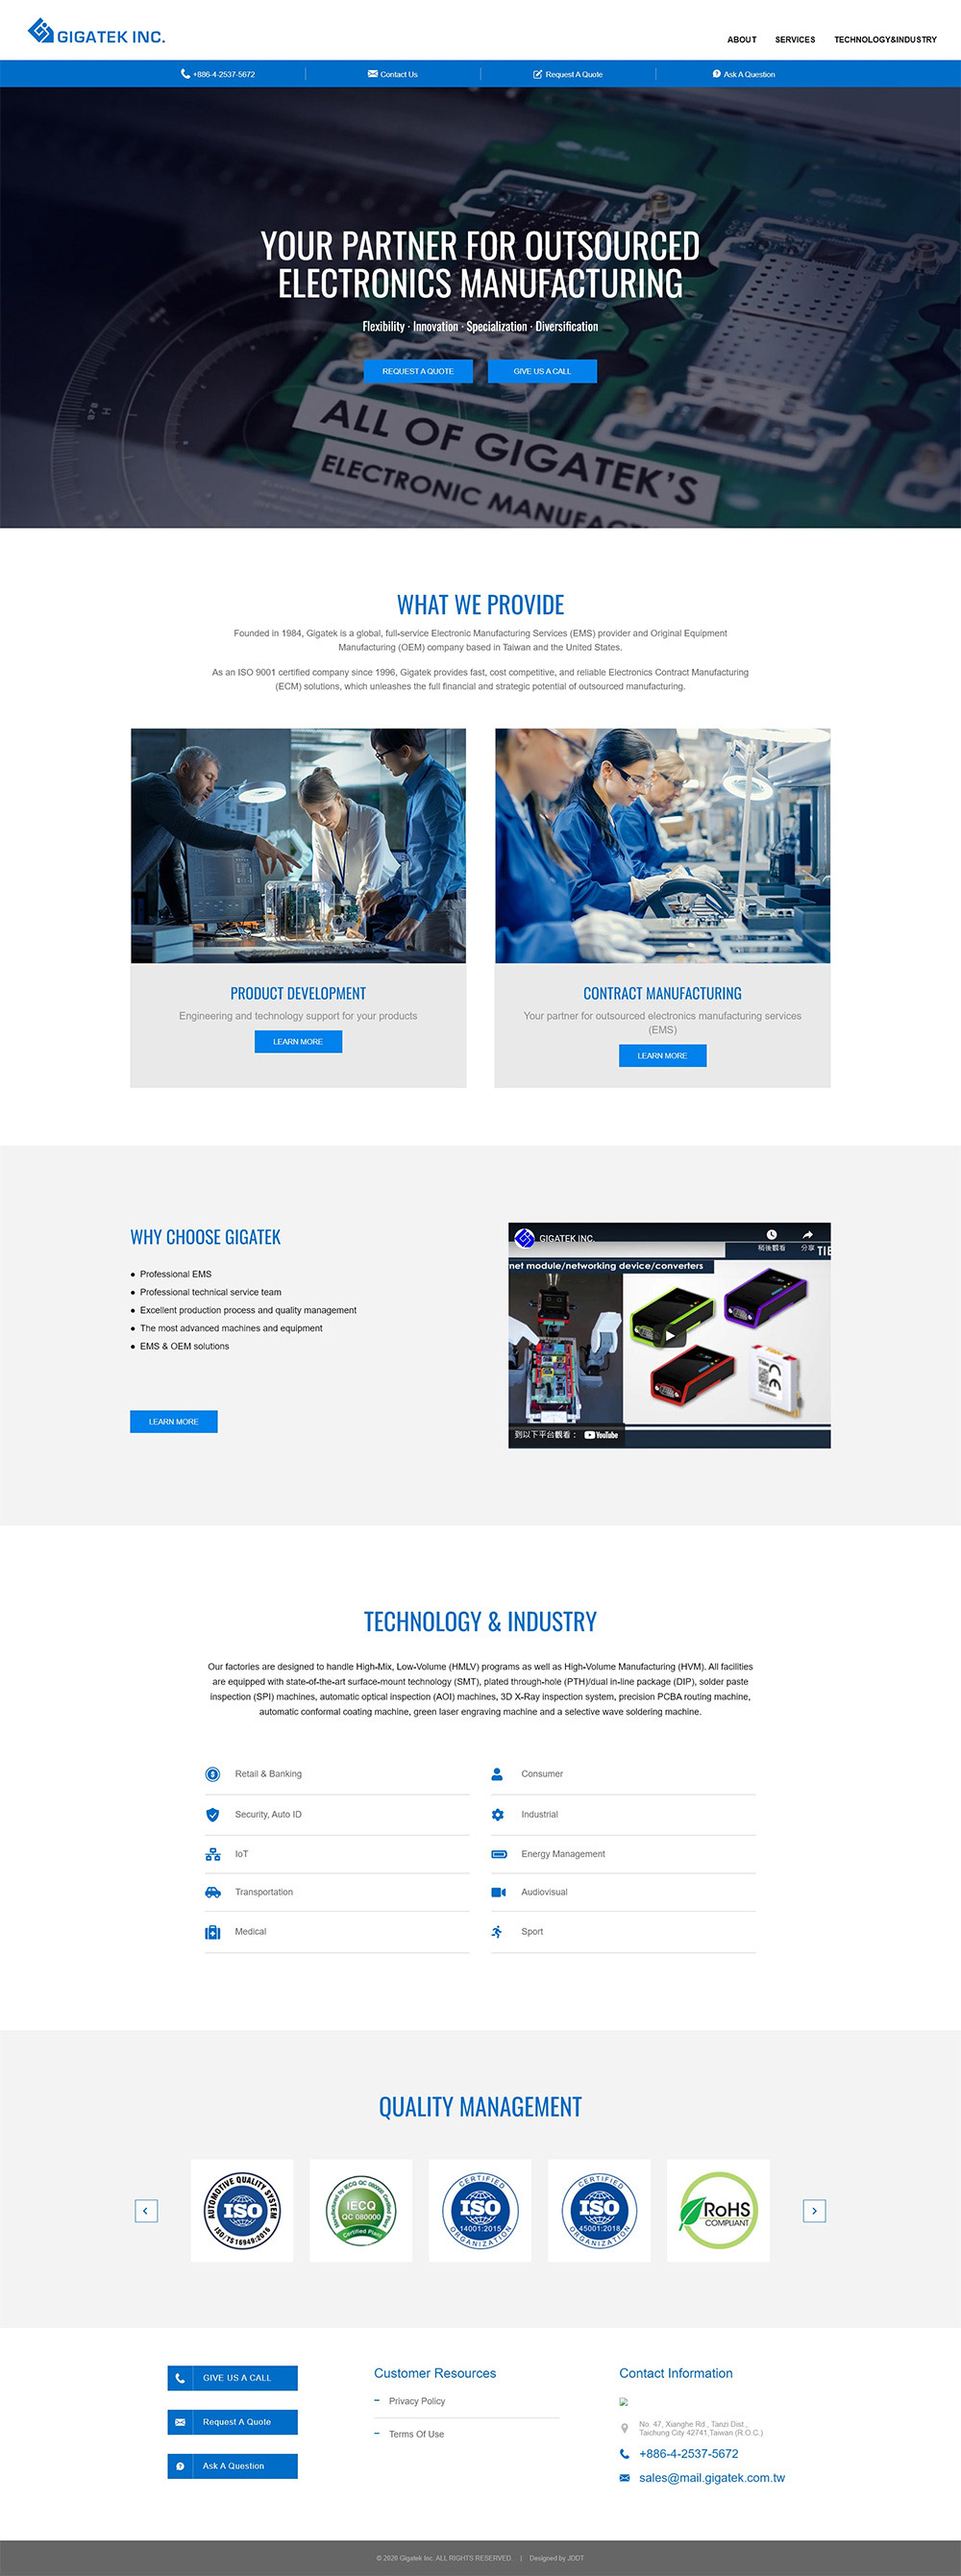 GIGATEK INC.
ABOUT SERVICES TECHNOLOGY&INDUSTRY
+886-4-2537-5672 Contact Us Request A Quote Ask A Question
YOUR PARTNER FOR OUTSOURCED
ELECTRONICS MANUFACTURING
Flexibility · Innovation · Specialization · Diversification
REQUEST A QUOTE GIVE US A CALL
ALL OF GIGATEK'S
ELECTRONIC MANUFACT
WHAT WE PROVIDE
Founded in 1984, Gigatek is a global, full-service Electronic Manufacturing Services (EMS) provider and Original Equipment
Manufacturing (OEM) company based in Taiwan and the United States.
As an ISO 9001 certified company since 1996, Gigatek provides fast, cost competitive, and reliable Electronics Contract Manufacturing
(ECM) solutions, which unleashes the full financial and strategic potential of outsourced manufacturing.
PRODUCT DEVELOPMENT
Engineering and technology support for your products
LEARN MORE
CONTRACT MANUFACTURING
Your partner for outsourced electronics manufacturing services
(EMS)
LEARN MORE
WHY CHOOSE GIGATEK
● Professional EMS
● Professional technical service team
● Excellent production process and quality management
● The most advanced machines and equipment
● EMS & OEM solutions
LEARN MORE
GIGATEK INC.
稍後觀看 分享 TIE
net module/networking device/converters
到以下平台觀看： YouTube
TECHNOLOGY & INDUSTRY
Our factories are designed to handle High-Mix, Low-Volume (HMLV) programs as well as High-Volume Manufacturing (HVM). All facilities
are equipped with state-of-the-art surface-mount technology (SMT), plated through-hole (PTH)/dual in-line package (DIP), solder paste
inspection (SPI) machines, automatic optical inspection (AOI) machines, 3D X-Ray inspection system, precision PCBA routing machine,
automatic conformal coating machine, green laser engraving machine and a selective wave soldering machine.
Retail & Banking Consumer
Security, Auto ID Industrial
IoT Energy Management
Transportation Audiovisual
Medical Sport
QUALITY MANAGEMENT
AUTOMOTIVE QUALITY SYSTEM
ISO
ISO/TS 16949:2016
IECQ
QC 080000
Certified Plant
CERTIFIED
ISO
14001:2015
ORGANIZATION
CERTIFIED
ISO
45001:2018
ORGANIZATION
RoHS
COMPLIANT
GIVE US A CALL
Request A Quote
Ask A Question
Customer Resources
– Privacy Policy
– Terms Of Use
Contact Information
No. 47, Xianghe Rd., Tanzi Dist.,
Taichung City 42741,Taiwan (R.O.C.)
+886-4-2537-5672
sales@mail.gigatek.com.tw
© 2020 Gigatek Inc. ALL RIGHTS RESERVED. | Designed by JDDT